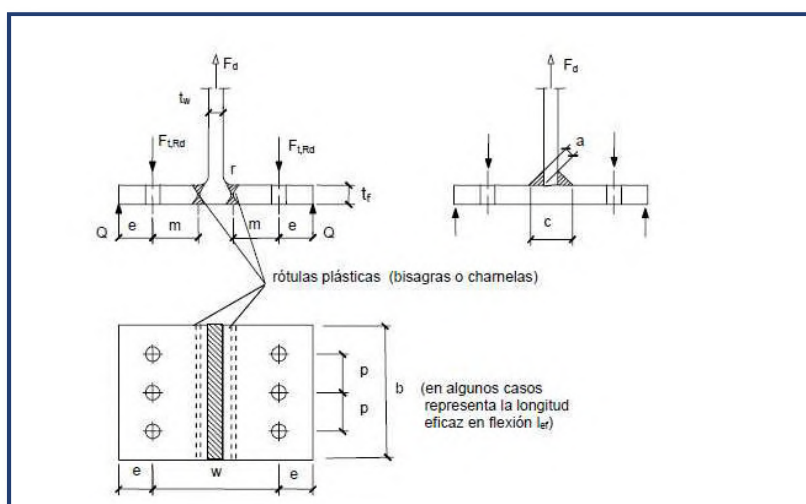 F_d
F_d
t_w
a
F_t,Rd
F_t,Rd
r
t_f
Q
e
m
m
e
Q
c
rótulas plásticas (bisagras o charnelas)
p
b
(en algunos casos
representa la longitud
p
eficaz en flexión l_ef)
e
w
e